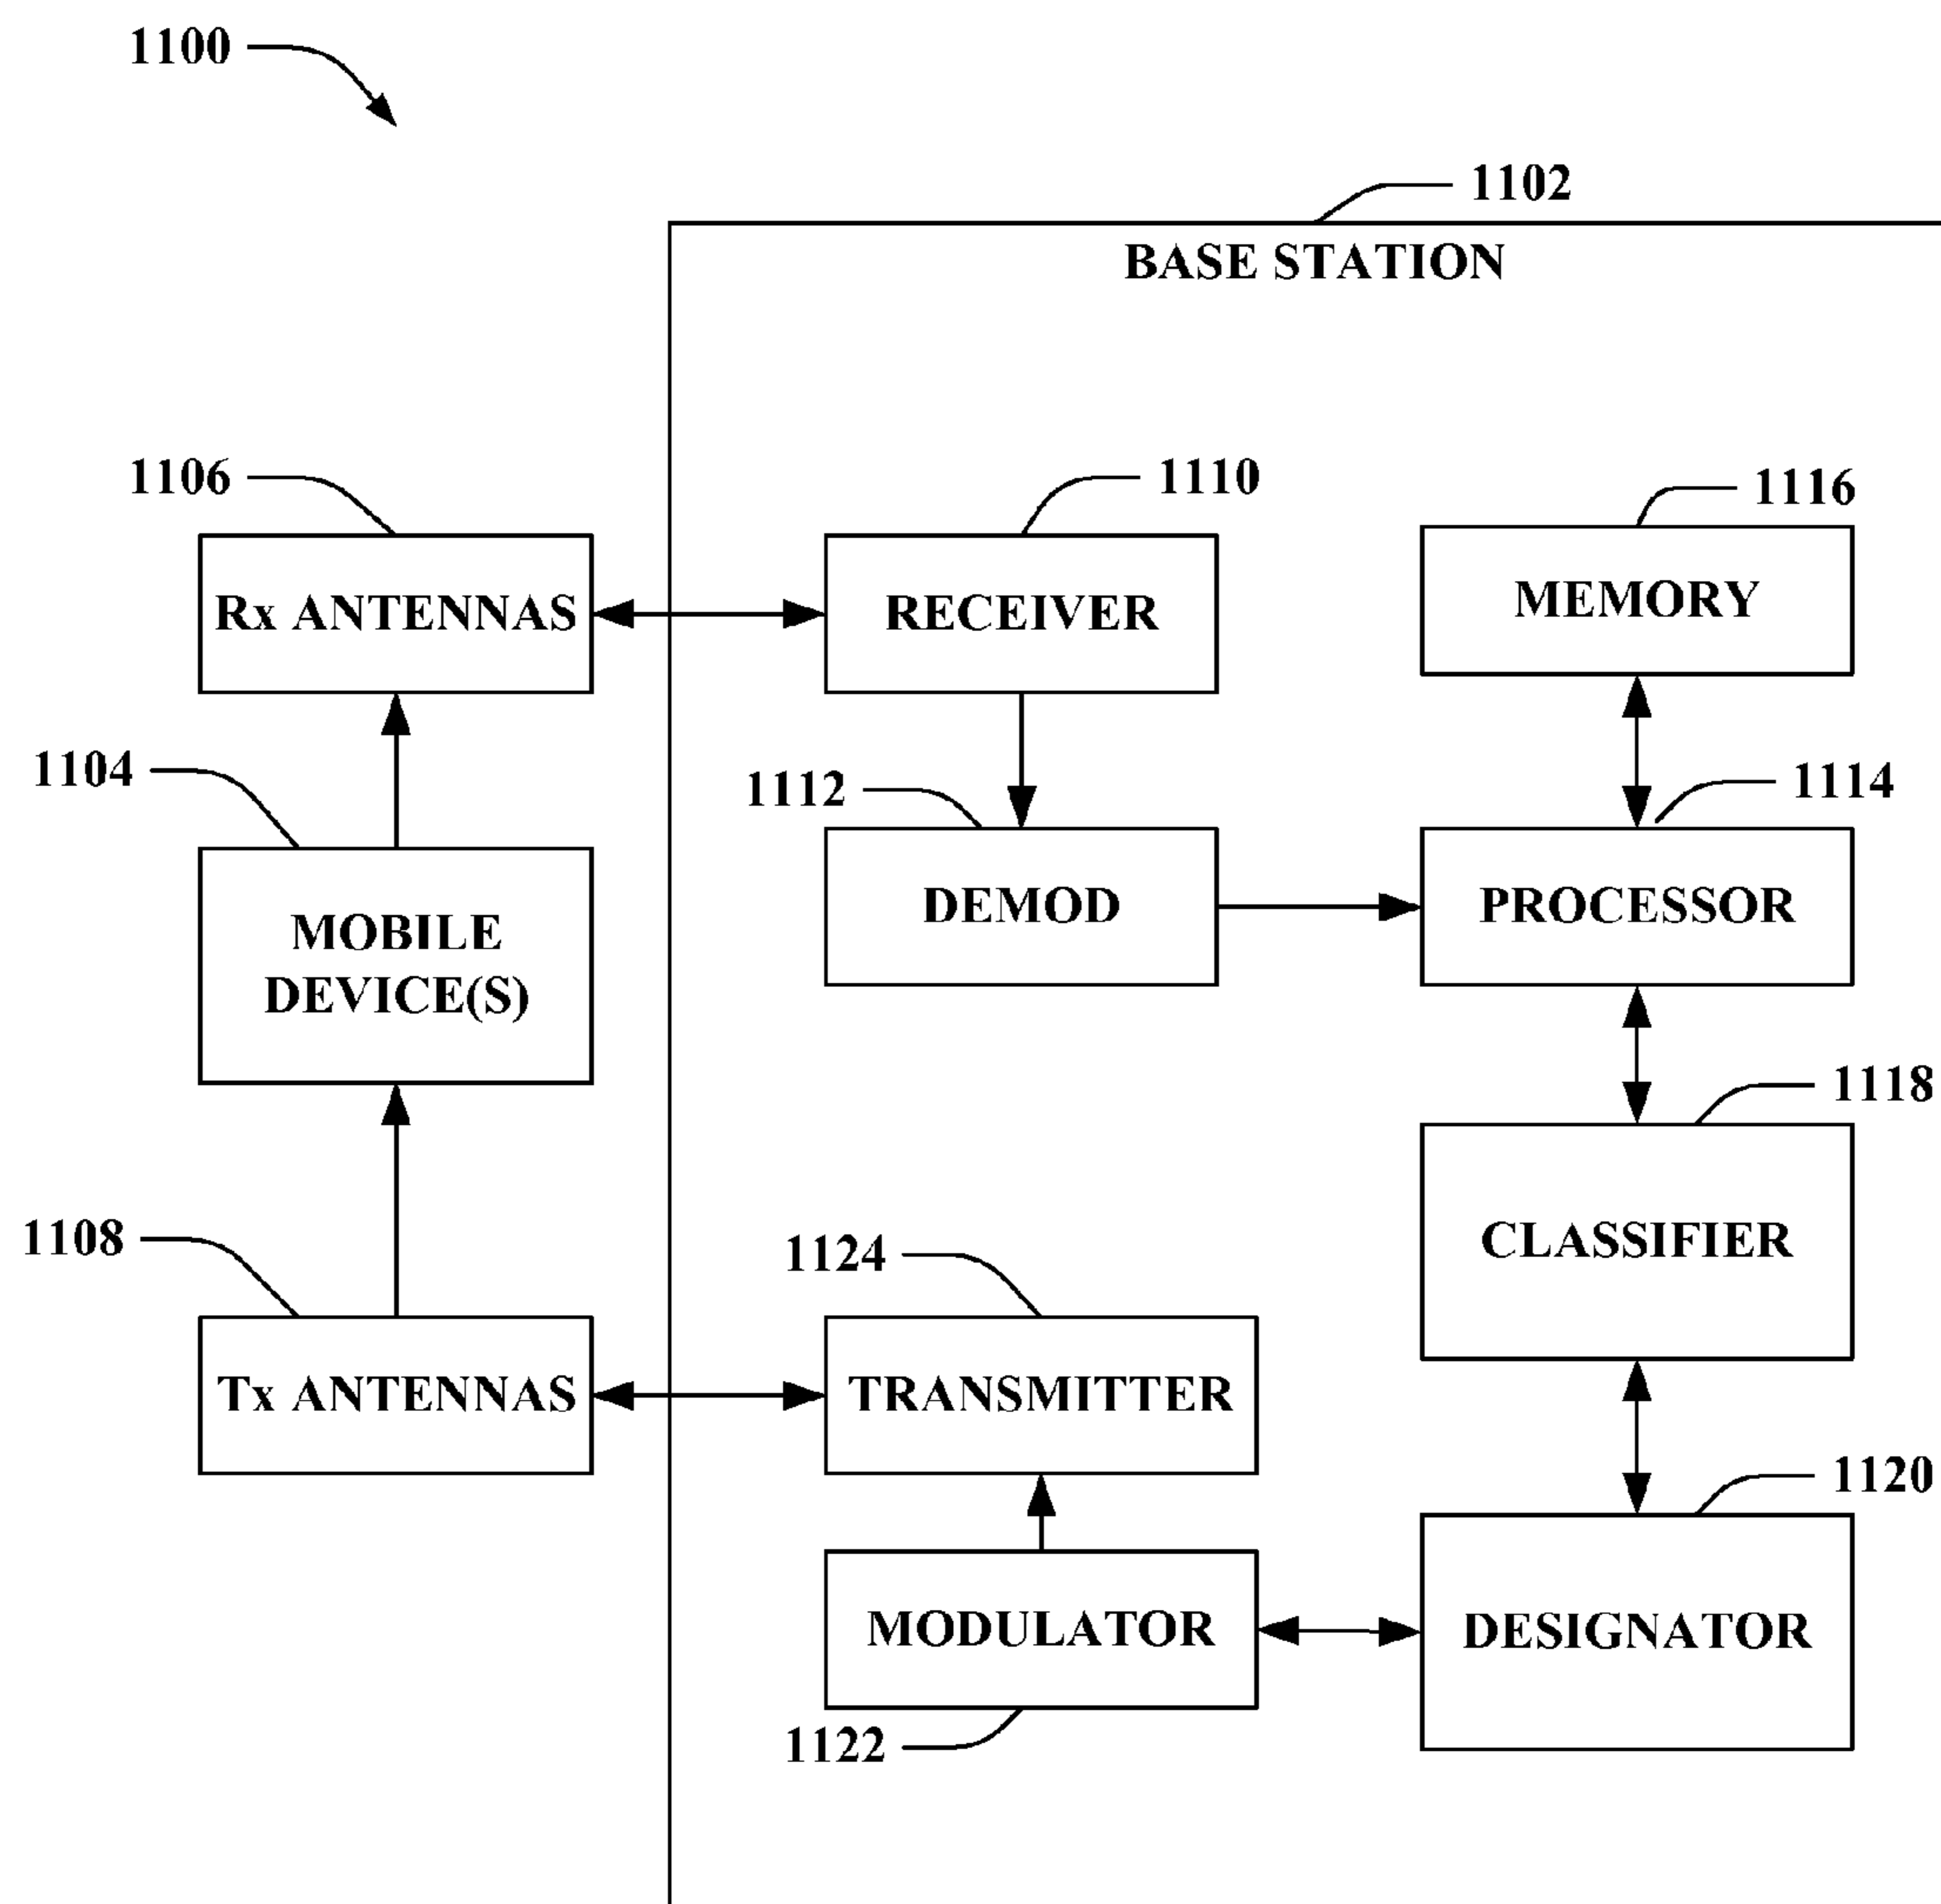 1100
1102
BASE STATION
1106
1110
1116
Rx ANTENNAS
RECEIVER
MEMORY
1104
1112
1114
MOBILE
DEVICE(S)
DEMOD
PROCESSOR
1118
1108
1124
CLASSIFIER
Tx ANTENNAS
TRANSMITTER
1120
MODULATOR
DESIGNATOR
1122